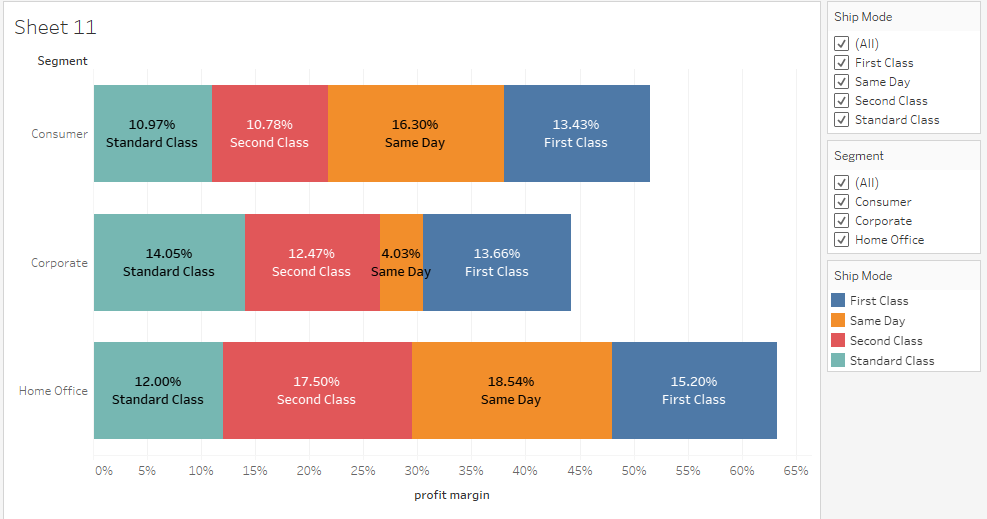 Sheet 11
Segment
Consumer
10.97%
Standard Class
10.78%
Second Class
16.30%
Same Day
13.43%
First Class
Corporate
14.05%
Standard Class
12.47%
Second Class
4.03%
Same Day
13.66%
First Class
Home Office
12.00%
Standard Class
17.50%
Second Class
18.54%
Same Day
15.20%
First Class
0% 5% 10% 15% 20% 25% 30% 35% 40% 45% 50% 55% 60% 65%
profit margin
Ship Mode
(All)
First Class
Same Day
Second Class
Standard Class
Segment
(All)
Consumer
Corporate
Home Office
Ship Mode
First Class
Same Day
Second Class
Standard Class